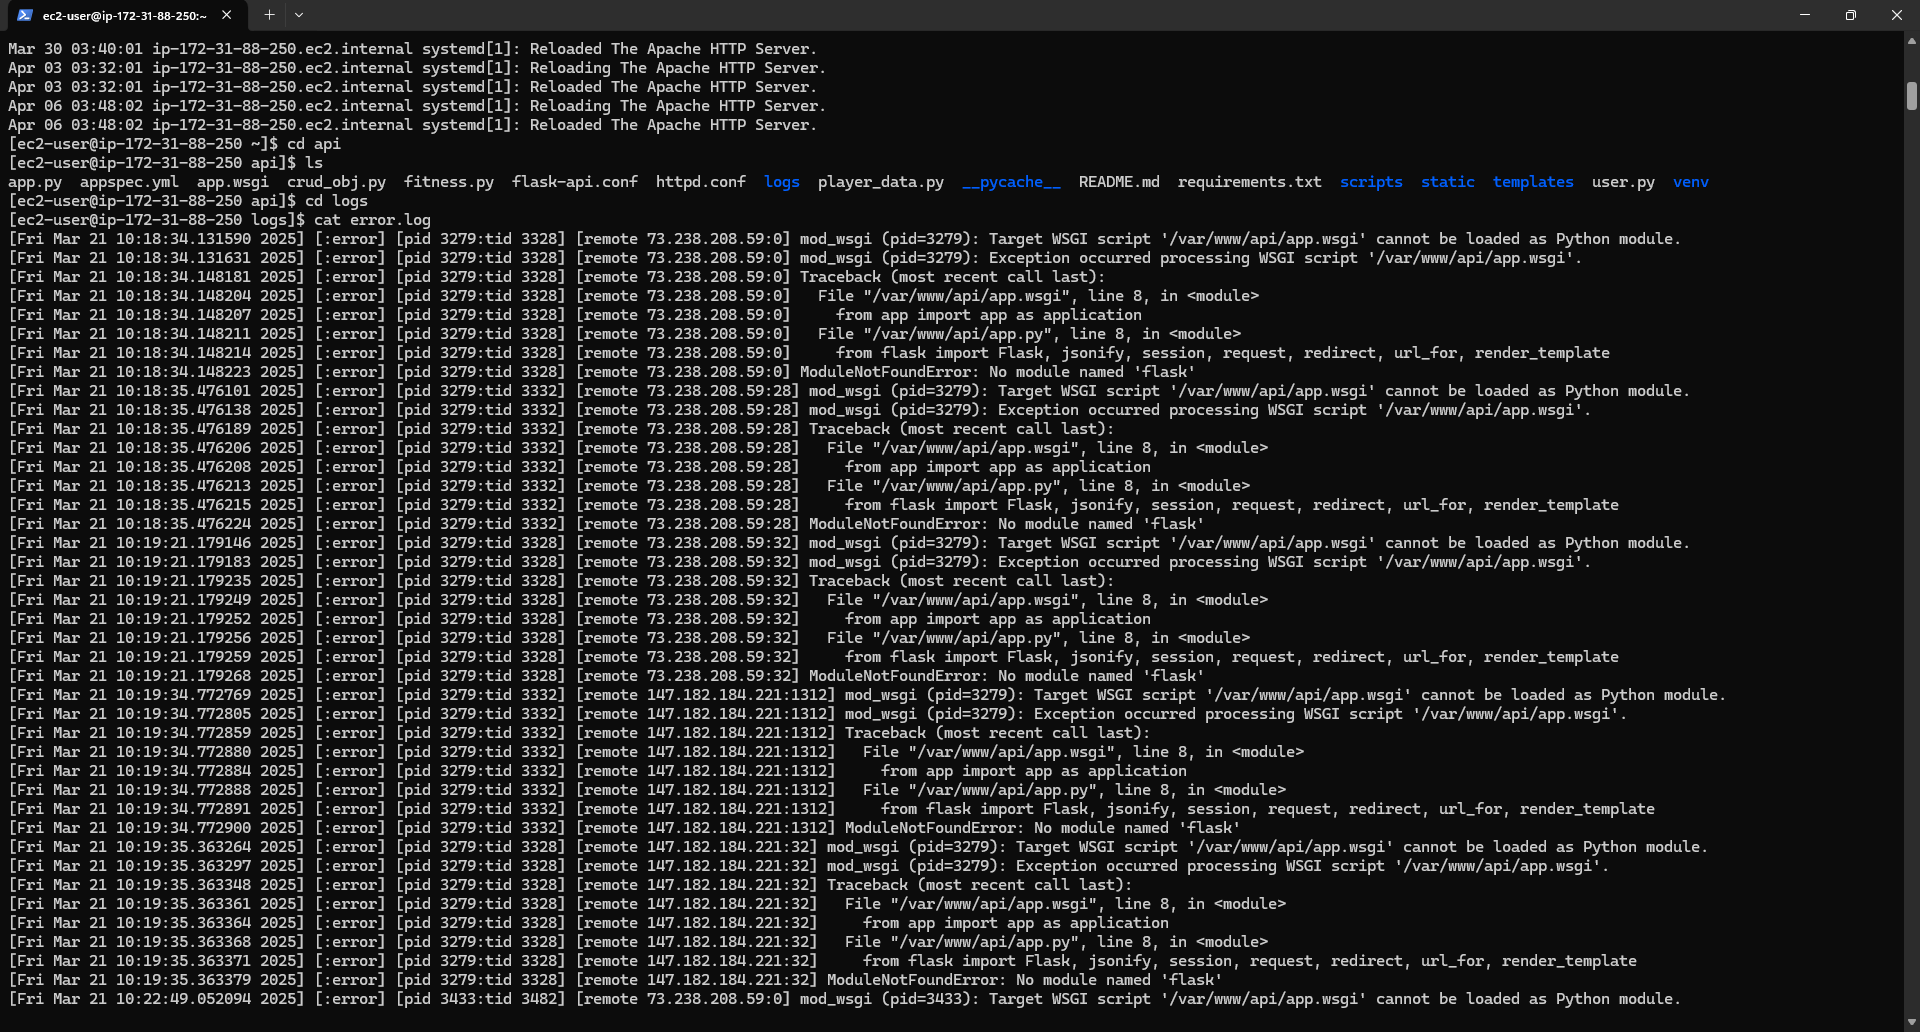 ec2-user@ip-172-31-88-250:~
Mar 30 03:40:01 ip-172-31-88-250.ec2.internal systemd[1]: Reloaded The Apache HTTP Server.
Apr 03 03:32:01 ip-172-31-88-250.ec2.internal systemd[1]: Reloading The Apache HTTP Server.
Apr 03 03:32:01 ip-172-31-88-250.ec2.internal systemd[1]: Reloaded The Apache HTTP Server.
Apr 06 03:48:02 ip-172-31-88-250.ec2.internal systemd[1]: Reloading The Apache HTTP Server.
Apr 06 03:48:02 ip-172-31-88-250.ec2.internal systemd[1]: Reloaded The Apache HTTP Server.
[ec2-user@ip-172-31-88-250 ~]$ cd api
[ec2-user@ip-172-31-88-250 api]$ ls
app.py  appspec.yml  app.wsgi  crud_obj.py  fitness.py  flask-api.conf  httpd.conf  logs  player_data.py  __pycache__  README.md  requirements.txt  scripts  static  templates  user.py  venv
[ec2-user@ip-172-31-88-250 api]$ cd logs
[ec2-user@ip-172-31-88-250 logs]$ cat error.log
[Fri Mar 21 10:18:34.131590 2025] [:error] [pid 3279:tid 3328] [remote 73.238.208.59:0] mod_wsgi (pid=3279): Target WSGI script '/var/www/api/app.wsgi' cannot be loaded as Python module.
[Fri Mar 21 10:18:34.131631 2025] [:error] [pid 3279:tid 3328] [remote 73.238.208.59:0] mod_wsgi (pid=3279): Exception occurred processing WSGI script '/var/www/api/app.wsgi'.
[Fri Mar 21 10:18:34.148181 2025] [:error] [pid 3279:tid 3328] [remote 73.238.208.59:0] Traceback (most recent call last):
[Fri Mar 21 10:18:34.148204 2025] [:error] [pid 3279:tid 3328] [remote 73.238.208.59:0]   File "/var/www/api/app.wsgi", line 8, in <module>
[Fri Mar 21 10:18:34.148207 2025] [:error] [pid 3279:tid 3328] [remote 73.238.208.59:0]     from app import app as application
[Fri Mar 21 10:18:34.148211 2025] [:error] [pid 3279:tid 3328] [remote 73.238.208.59:0]   File "/var/www/api/app.py", line 8, in <module>
[Fri Mar 21 10:18:34.148214 2025] [:error] [pid 3279:tid 3328] [remote 73.238.208.59:0]     from flask import Flask, jsonify, session, request, redirect, url_for, render_template
[Fri Mar 21 10:18:34.148223 2025] [:error] [pid 3279:tid 3328] [remote 73.238.208.59:0] ModuleNotFoundError: No module named 'flask'
[Fri Mar 21 10:18:35.476101 2025] [:error] [pid 3279:tid 3332] [remote 73.238.208.59:28] mod_wsgi (pid=3279): Target WSGI script '/var/www/api/app.wsgi' cannot be loaded as Python module.
[Fri Mar 21 10:18:35.476138 2025] [:error] [pid 3279:tid 3332] [remote 73.238.208.59:28] mod_wsgi (pid=3279): Exception occurred processing WSGI script '/var/www/api/app.wsgi'.
[Fri Mar 21 10:18:35.476189 2025] [:error] [pid 3279:tid 3332] [remote 73.238.208.59:28] Traceback (most recent call last):
[Fri Mar 21 10:18:35.476206 2025] [:error] [pid 3279:tid 3332] [remote 73.238.208.59:28]   File "/var/www/api/app.wsgi", line 8, in <module>
[Fri Mar 21 10:18:35.476208 2025] [:error] [pid 3279:tid 3332] [remote 73.238.208.59:28]     from app import app as application
[Fri Mar 21 10:18:35.476213 2025] [:error] [pid 3279:tid 3332] [remote 73.238.208.59:28]   File "/var/www/api/app.py", line 8, in <module>
[Fri Mar 21 10:18:35.476215 2025] [:error] [pid 3279:tid 3332] [remote 73.238.208.59:28]     from flask import Flask, jsonify, session, request, redirect, url_for, render_template
[Fri Mar 21 10:18:35.476224 2025] [:error] [pid 3279:tid 3332] [remote 73.238.208.59:28] ModuleNotFoundError: No module named 'flask'
[Fri Mar 21 10:19:21.179146 2025] [:error] [pid 3279:tid 3328] [remote 73.238.208.59:32] mod_wsgi (pid=3279): Target WSGI script '/var/www/api/app.wsgi' cannot be loaded as Python module.
[Fri Mar 21 10:19:21.179183 2025] [:error] [pid 3279:tid 3328] [remote 73.238.208.59:32] mod_wsgi (pid=3279): Exception occurred processing WSGI script '/var/www/api/app.wsgi'.
[Fri Mar 21 10:19:21.179235 2025] [:error] [pid 3279:tid 3328] [remote 73.238.208.59:32] Traceback (most recent call last):
[Fri Mar 21 10:19:21.179249 2025] [:error] [pid 3279:tid 3328] [remote 73.238.208.59:32]   File "/var/www/api/app.wsgi", line 8, in <module>
[Fri Mar 21 10:19:21.179252 2025] [:error] [pid 3279:tid 3328] [remote 73.238.208.59:32]     from app import app as application
[Fri Mar 21 10:19:21.179256 2025] [:error] [pid 3279:tid 3328] [remote 73.238.208.59:32]   File "/var/www/api/app.py", line 8, in <module>
[Fri Mar 21 10:19:21.179259 2025] [:error] [pid 3279:tid 3328] [remote 73.238.208.59:32]     from flask import Flask, jsonify, session, request, redirect, url_for, render_template
[Fri Mar 21 10:19:21.179268 2025] [:error] [pid 3279:tid 3328] [remote 73.238.208.59:32] ModuleNotFoundError: No module named 'flask'
[Fri Mar 21 10:19:34.772769 2025] [:error] [pid 3279:tid 3332] [remote 147.182.184.221:1312] mod_wsgi (pid=3279): Target WSGI script '/var/www/api/app.wsgi' cannot be loaded as Python module.
[Fri Mar 21 10:19:34.772805 2025] [:error] [pid 3279:tid 3332] [remote 147.182.184.221:1312] mod_wsgi (pid=3279): Exception occurred processing WSGI script '/var/www/api/app.wsgi'.
[Fri Mar 21 10:19:34.772859 2025] [:error] [pid 3279:tid 3332] [remote 147.182.184.221:1312] Traceback (most recent call last):
[Fri Mar 21 10:19:34.772880 2025] [:error] [pid 3279:tid 3332] [remote 147.182.184.221:1312]   File "/var/www/api/app.wsgi", line 8, in <module>
[Fri Mar 21 10:19:34.772884 2025] [:error] [pid 3279:tid 3332] [remote 147.182.184.221:1312]     from app import app as application
[Fri Mar 21 10:19:34.772888 2025] [:error] [pid 3279:tid 3332] [remote 147.182.184.221:1312]   File "/var/www/api/app.py", line 8, in <module>
[Fri Mar 21 10:19:34.772891 2025] [:error] [pid 3279:tid 3332] [remote 147.182.184.221:1312]     from flask import Flask, jsonify, session, request, redirect, url_for, render_template
[Fri Mar 21 10:19:34.772900 2025] [:error] [pid 3279:tid 3332] [remote 147.182.184.221:1312] ModuleNotFoundError: No module named 'flask'
[Fri Mar 21 10:19:35.363264 2025] [:error] [pid 3279:tid 3328] [remote 147.182.184.221:32] mod_wsgi (pid=3279): Target WSGI script '/var/www/api/app.wsgi' cannot be loaded as Python module.
[Fri Mar 21 10:19:35.363297 2025] [:error] [pid 3279:tid 3328] [remote 147.182.184.221:32] mod_wsgi (pid=3279): Exception occurred processing WSGI script '/var/www/api/app.wsgi'.
[Fri Mar 21 10:19:35.363348 2025] [:error] [pid 3279:tid 3328] [remote 147.182.184.221:32] Traceback (most recent call last):
[Fri Mar 21 10:19:35.363361 2025] [:error] [pid 3279:tid 3328] [remote 147.182.184.221:32]   File "/var/www/api/app.wsgi", line 8, in <module>
[Fri Mar 21 10:19:35.363364 2025] [:error] [pid 3279:tid 3328] [remote 147.182.184.221:32]     from app import app as application
[Fri Mar 21 10:19:35.363368 2025] [:error] [pid 3279:tid 3328] [remote 147.182.184.221:32]   File "/var/www/api/app.py", line 8, in <module>
[Fri Mar 21 10:19:35.363371 2025] [:error] [pid 3279:tid 3328] [remote 147.182.184.221:32]     from flask import Flask, jsonify, session, request, redirect, url_for, render_template
[Fri Mar 21 10:19:35.363379 2025] [:error] [pid 3279:tid 3328] [remote 147.182.184.221:32] ModuleNotFoundError: No module named 'flask'
[Fri Mar 21 10:22:49.052094 2025] [:error] [pid 3433:tid 3482] [remote 73.238.208.59:0] mod_wsgi (pid=3433): Target WSGI script '/var/www/api/app.wsgi' cannot be loaded as Python module.